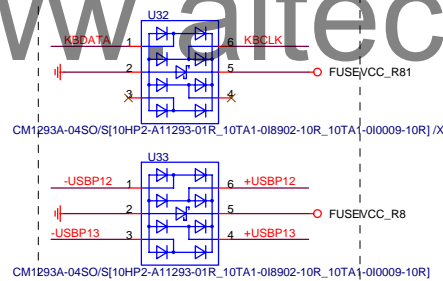 ww.altec
U32
KBDATA 1 6 KBCLK
2 5 FUSEVCC_R81
3 4
CM1293A-04SO/S[10HP2-A11293-01R_10TA1-0I8902-10R_10TA1-0I0009-10R] /X
U33
-USBP12 1 6 +USBP12
2 5 FUSEVCC_R8
-USBP13 3 4 +USBP13
CM1293A-04SO/S[10HP2-A11293-01R_10TA1-0I8902-10R_10TA1-0I0009-10R]